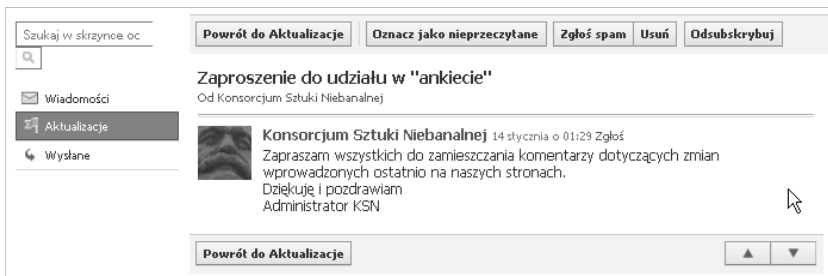 Szukaj w skrzynce oc
Powrót do Aktualizacje
Oznacz jako nieprzeczytane
Zgłoś spam
Usuń
Odsubskrybuj
Wiadomości
Aktualizacje
Wysłane
Zaproszenie do udziału w "ankiecie"
Od Konsorcjum Sztuki Niebanalnej
Konsorcjum Sztuki Niebanalnej 14 stycznia o 01:29 Zgłoś
Zapraszam wszystkich do zamieszczania komentarzy dotyczących zmian
wprowadzonych ostatnio na naszych stronach.
Dziękuję i pozdrawiam
Administrator KSN
Powrót do Aktualizacje